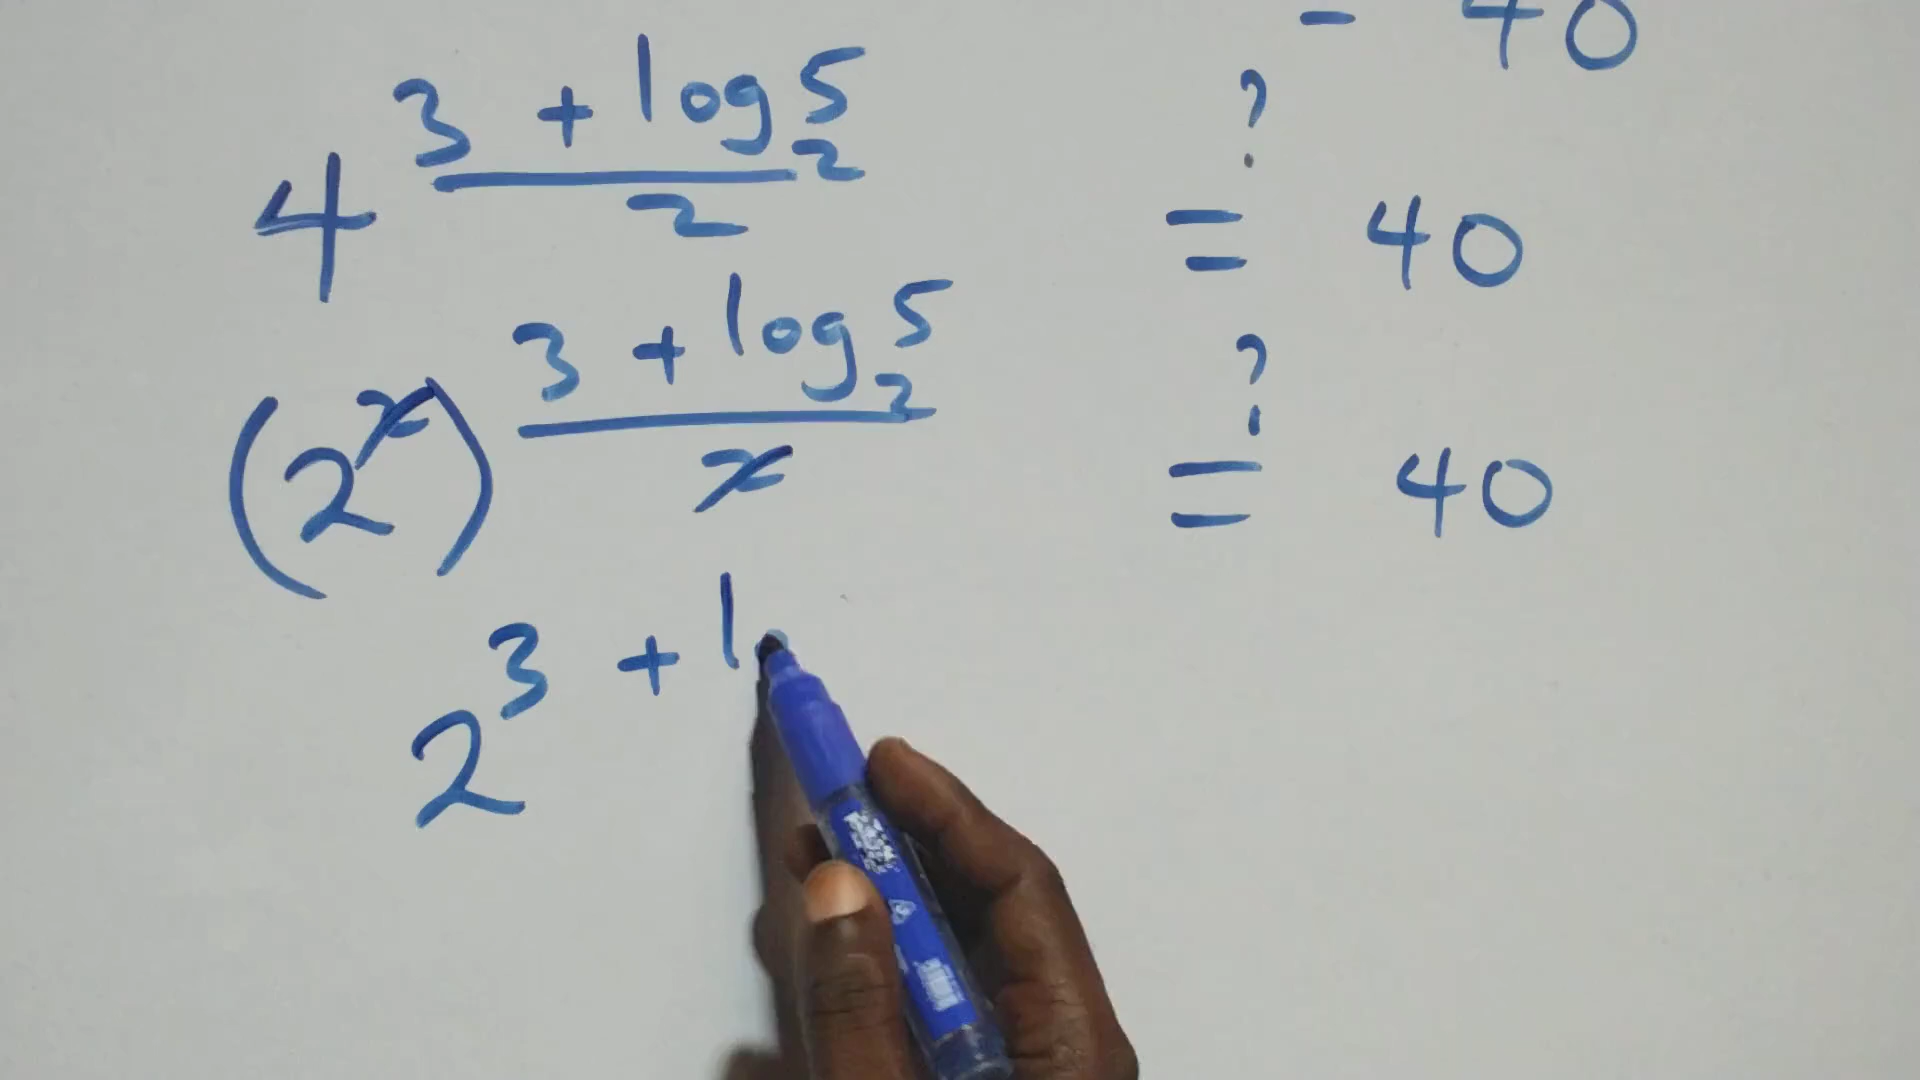 = 40
4^(3 + log₂5)/2 =? 40
(2^2)^(3 + log₂5)/2 =? 40
2^3 + l